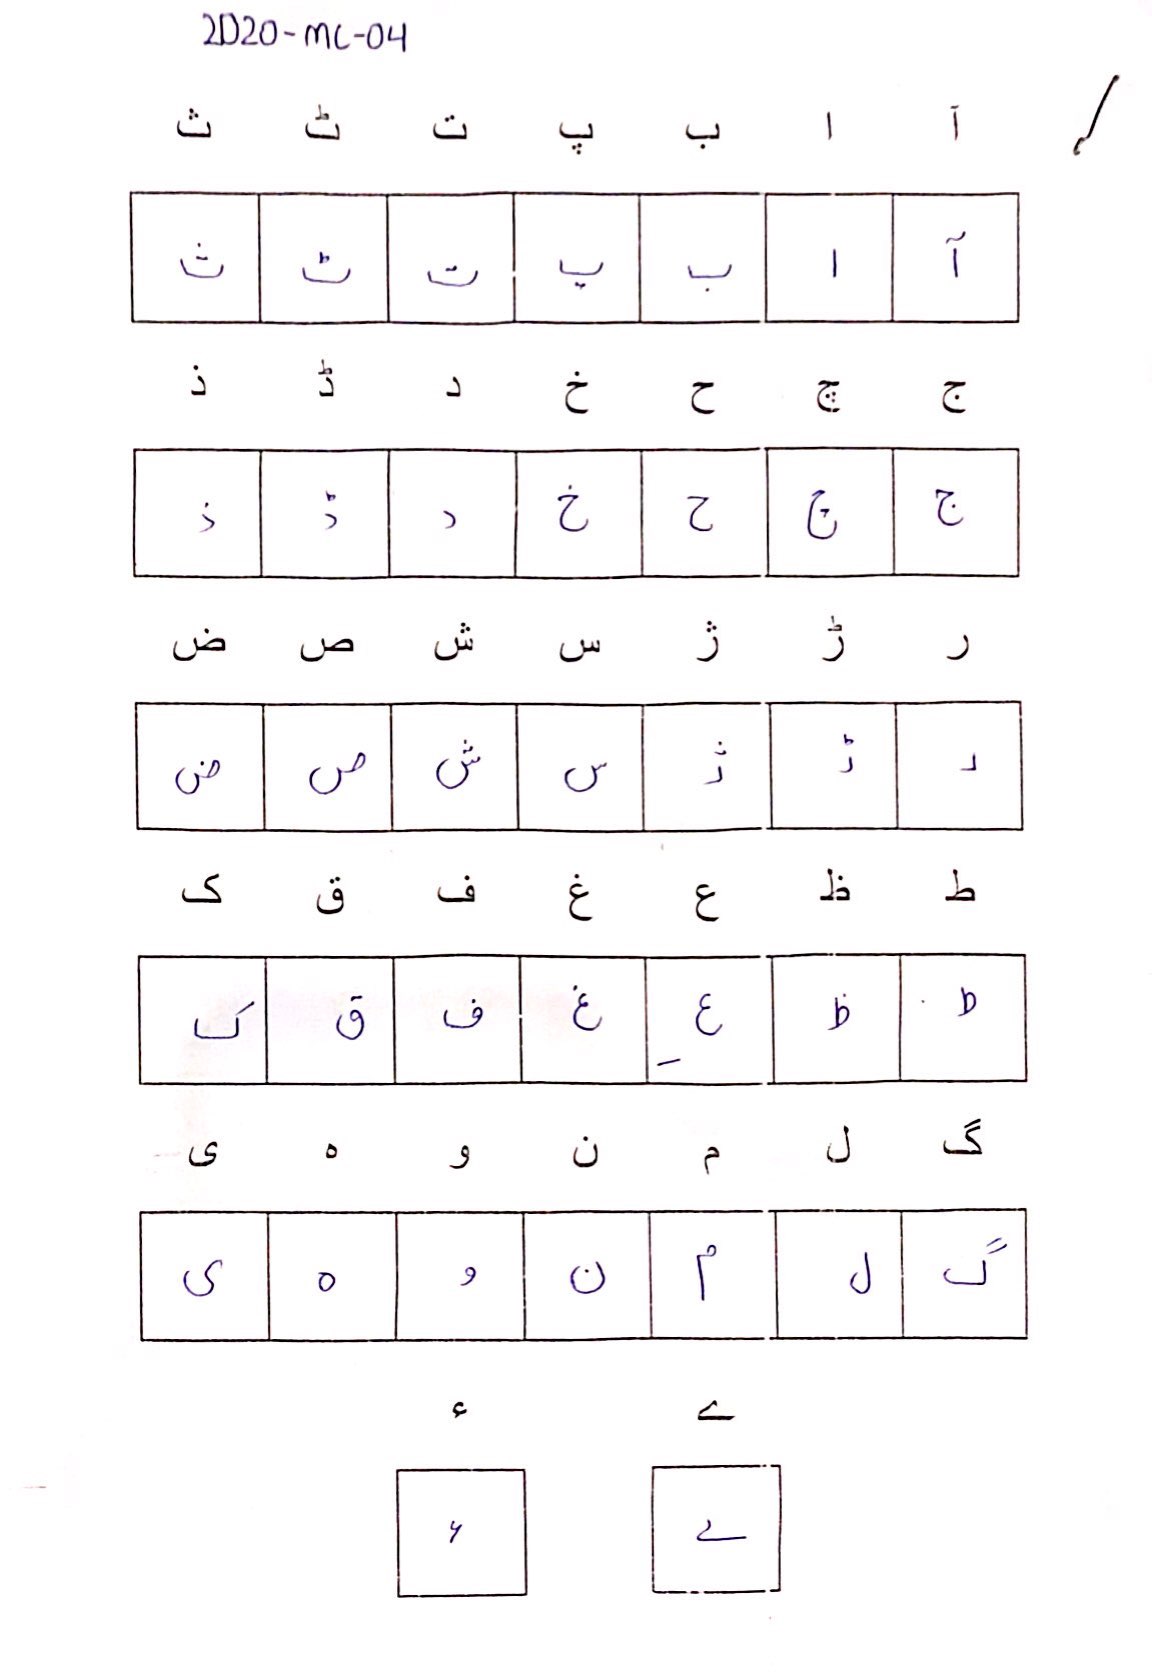 2020-mc-04
آ ا ب پ ت ٹ ث
آ ا ب پ ت ٹ ث
ج چ ح خ د ڈ ذ
ج چ ح خ د ڈ ذ
ر ڑ ژ س ش ص ض
ر ڑ ژ س ش ص ض
ط ظ ع غ ف ق ک
ط ظ ع غ ف ق ک
گ ل م ن و ہ ی
گ ل م ن و ہ ی
ے ء
ے ء